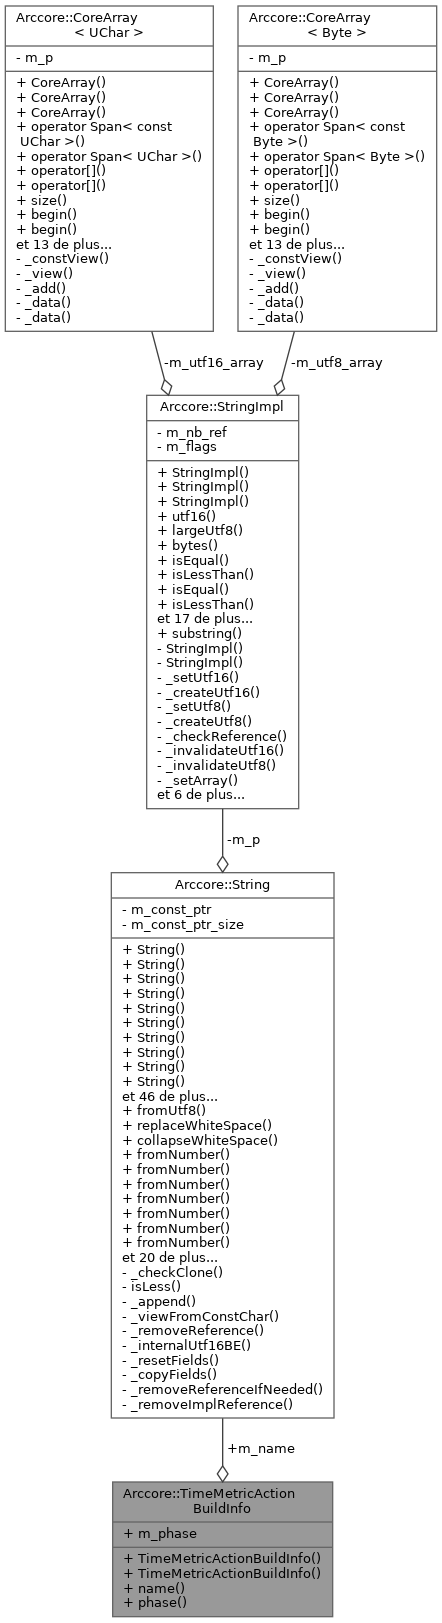 Arccore::CoreArray
< UChar >
- m_p
+ CoreArray()
+ CoreArray()
+ CoreArray()
+ operator Span< const
UChar >()
+ operator Span< UChar >()
+ operator[]()
+ operator[]()
+ size()
+ begin()
+ begin()
et 13 de plus...
- _constView()
- _view()
- _add()
- _data()
- _data()
Arccore::CoreArray
< Byte >
- m_p
+ CoreArray()
+ CoreArray()
+ CoreArray()
+ operator Span< const
Byte >()
+ operator Span< Byte >()
+ operator[]()
+ operator[]()
+ size()
+ begin()
+ begin()
et 13 de plus...
- _constView()
- _view()
- _add()
- _data()
- _data()
-m_utf16_array
-m_utf8_array
Arccore::StringImpl
- m_nb_ref
- m_flags
+ StringImpl()
+ StringImpl()
+ StringImpl()
+ utf16()
+ largeUtf8()
+ bytes()
+ isEqual()
+ isLessThan()
+ isEqual()
+ isLessThan()
et 17 de plus...
+ substring()
- StringImpl()
- StringImpl()
- _setUtf16()
- _createUtf16()
- _setUtf8()
- _createUtf8()
- _checkReference()
- _invalidateUtf16()
- _invalidateUtf8()
- _setArray()
et 6 de plus...
-m_p
Arccore::String
- m_const_ptr
- m_const_ptr_size
+ String()
+ String()
+ String()
+ String()
+ String()
+ String()
+ String()
+ String()
+ String()
+ String()
et 46 de plus...
+ fromUtf8()
+ replaceWhiteSpace()
+ collapseWhiteSpace()
+ fromNumber()
+ fromNumber()
+ fromNumber()
+ fromNumber()
+ fromNumber()
+ fromNumber()
+ fromNumber()
et 20 de plus...
- _checkClone()
- isLess()
- _append()
- _viewFromConstChar()
- _removeReference()
- _internalUtf16BE()
- _resetFields()
- _copyFields()
- _removeReferenceIfNeeded()
- _removeImplReference()
+m_name
Arccore::TimeMetricAction
BuildInfo
+ m_phase
+ TimeMetricActionBuildInfo()
+ TimeMetricActionBuildInfo()
+ name()
+ phase()